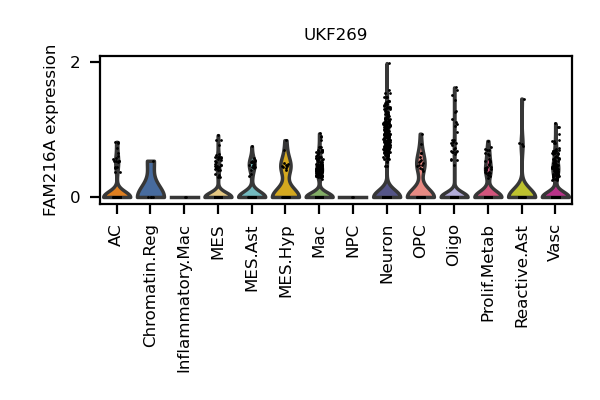 UKF269
FAM216A expression
2
0
AC
Chromatin.Reg
Inflammatory.Mac
MES
MES.Ast
MES.Hyp
Mac
NPC
Neuron
OPC
Oligo
Prolif.Metab
Reactive.Ast
Vasc